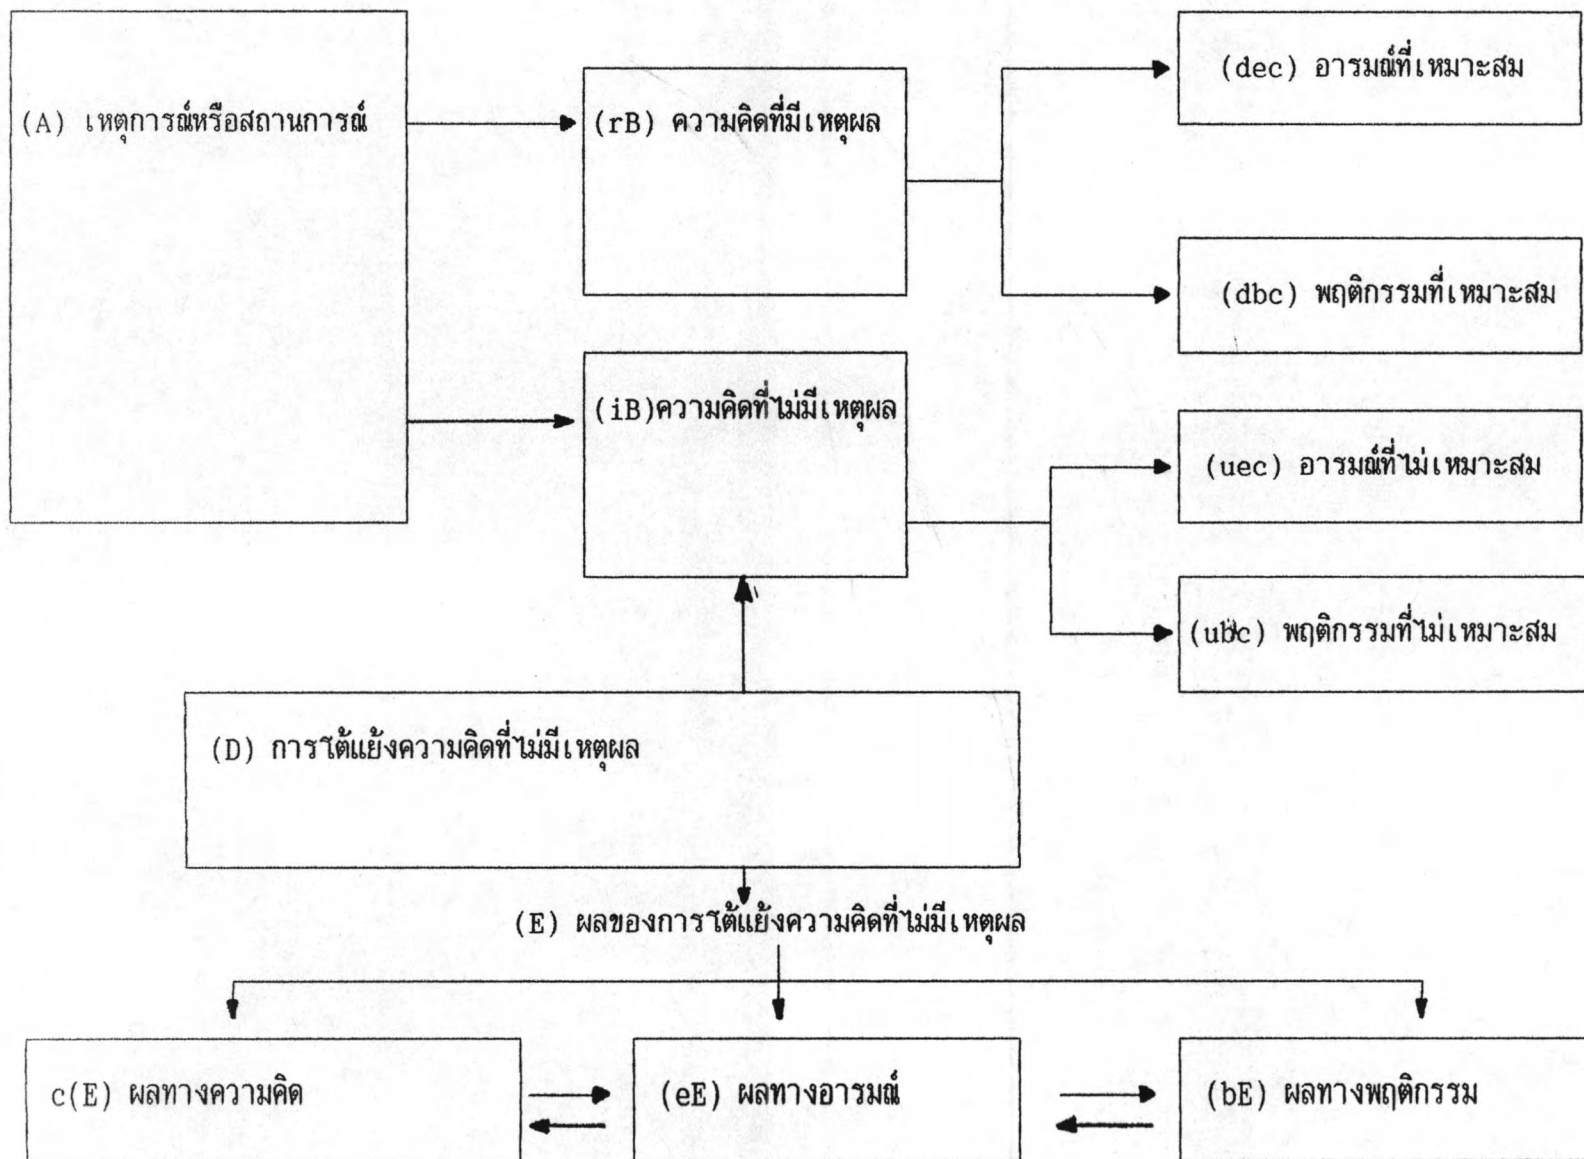 (A) เหตุการณ์หรือสถานการณ์
(rB) ความคิดที่มีเหตุผล
(dec) อารมณ์ที่เหมาะสม
(dbc) พฤติกรรมที่เหมาะสม
(iB)ความคิดที่ไม่มีเหตุผล
(uec) อารมณ์ที่ไม่เหมาะสม
(ubc) พฤติกรรมที่ไม่เหมาะสม
(D) การโต้แย้งความคิดที่ไม่มีเหตุผล
(E) ผลของการโต้แย้งความคิดที่ไม่มีเหตุผล
c(E) ผลทางความคิด
(eE) ผลทางอารมณ์
(bE) ผลทางพฤติกรรม